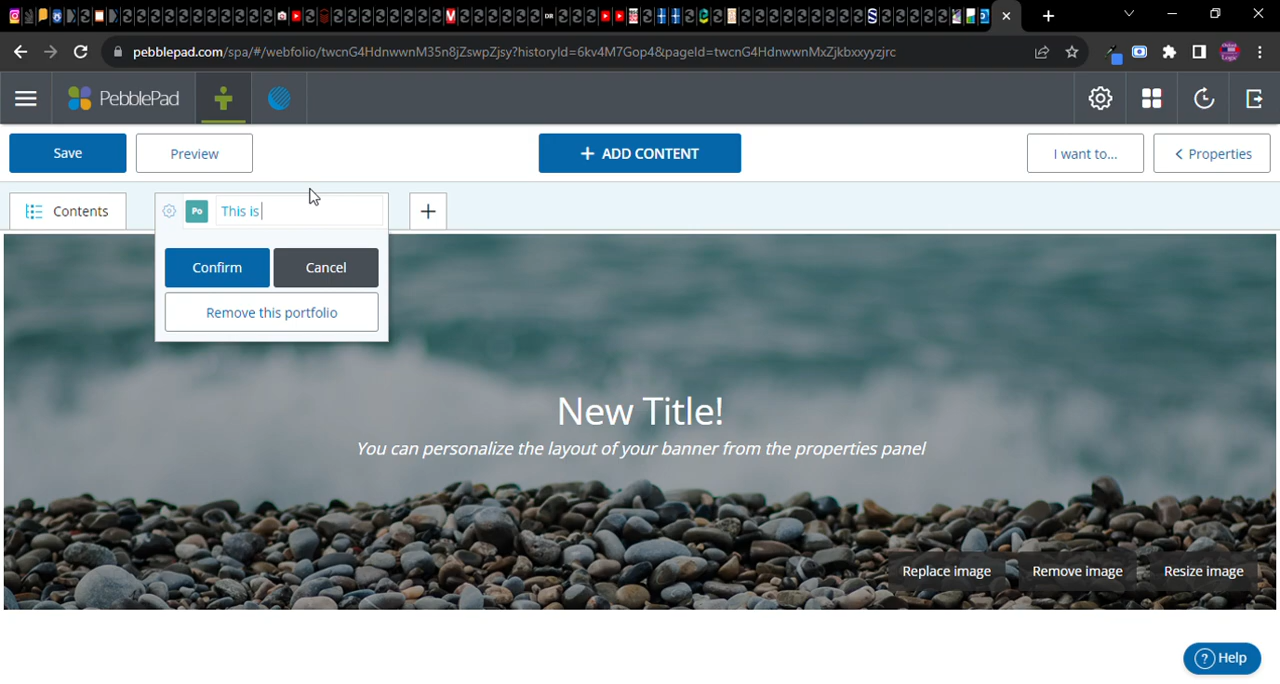 pebblepad.com/spa/#/webfolio/twcnG4HdnwwnM35n8jZswpZjsy?historyId=6kv4M7Gop4&pageId=twcnG4HdnwwnMxZjkbxxyyzjrc
PebblePad
Save
Preview
+ ADD CONTENT
I want to...
< Properties
Contents
Po
This is
+
Confirm
Cancel
Remove this portfolio
New Title!
You can personalize the layout of your banner from the properties panel
Replace image
Remove image
Resize image
? Help